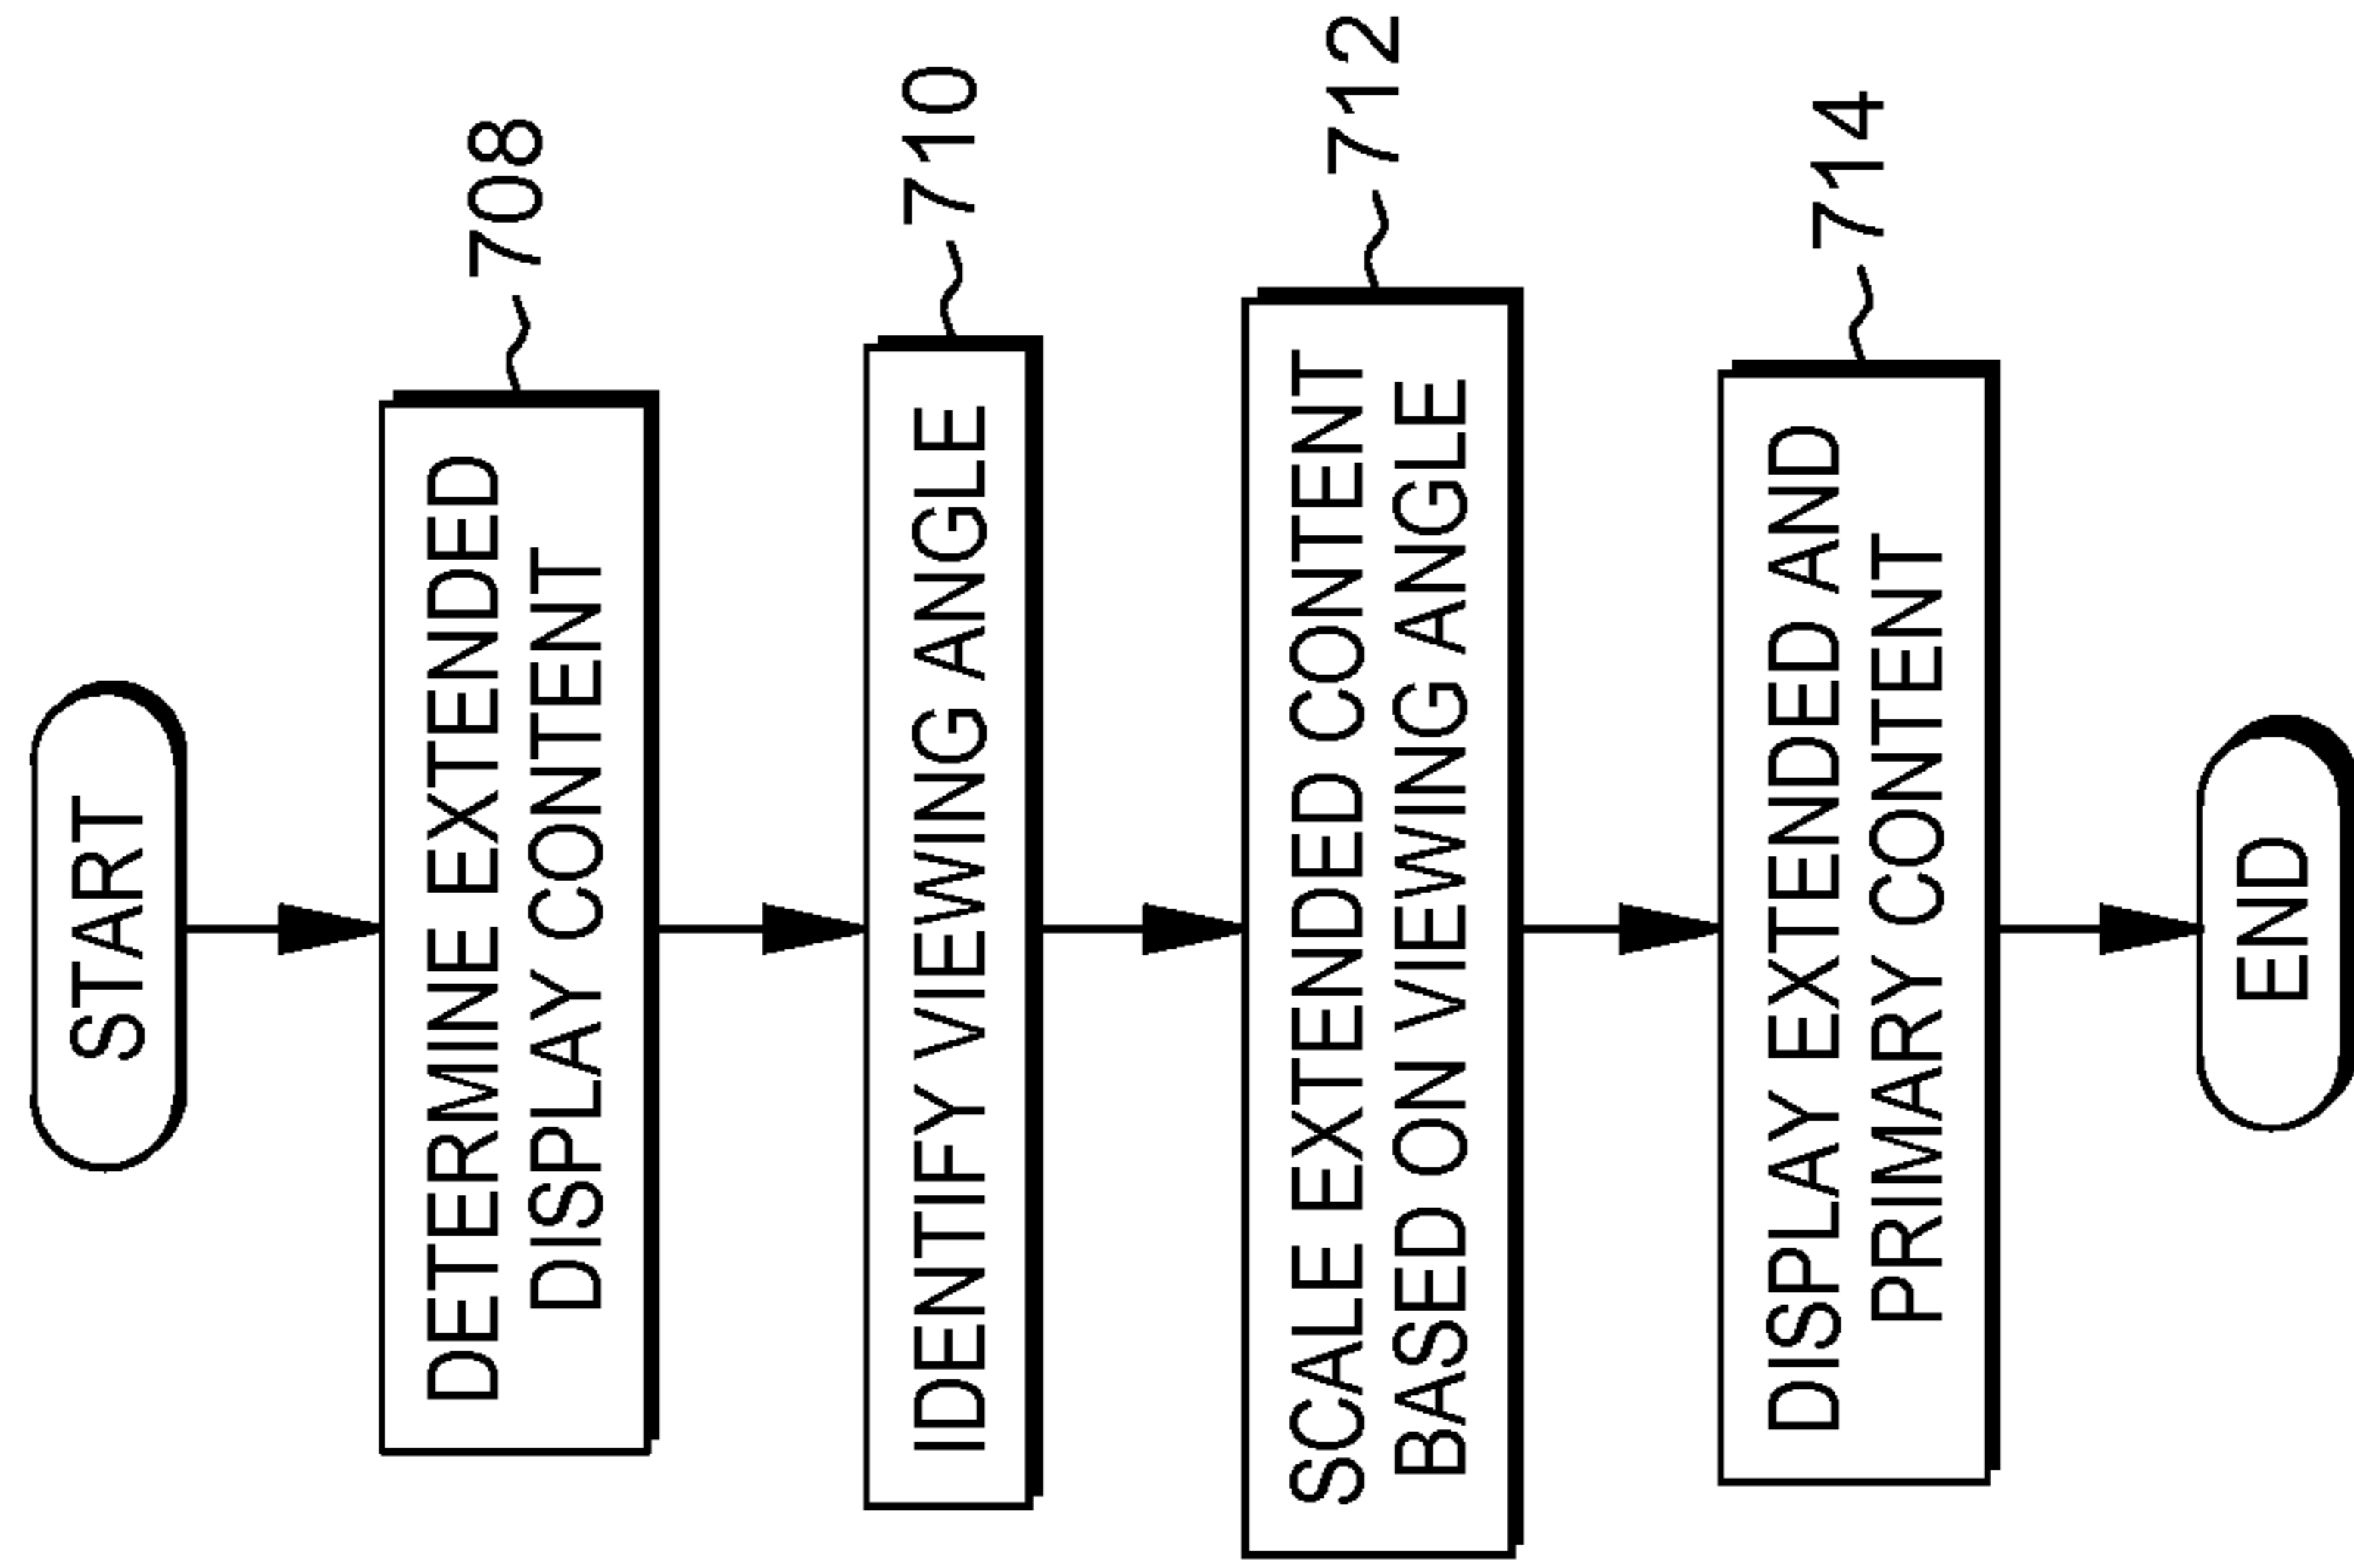 START
DETERMINE EXTENDED
DISPLAY CONTENT
708
IDENTIFY VIEWING ANGLE
710
SCALE EXTENDED CONTENT
BASED ON VIEWING ANGLE
712
DISPLAY EXTENDED AND
PRIMARY CONTENT
714
END